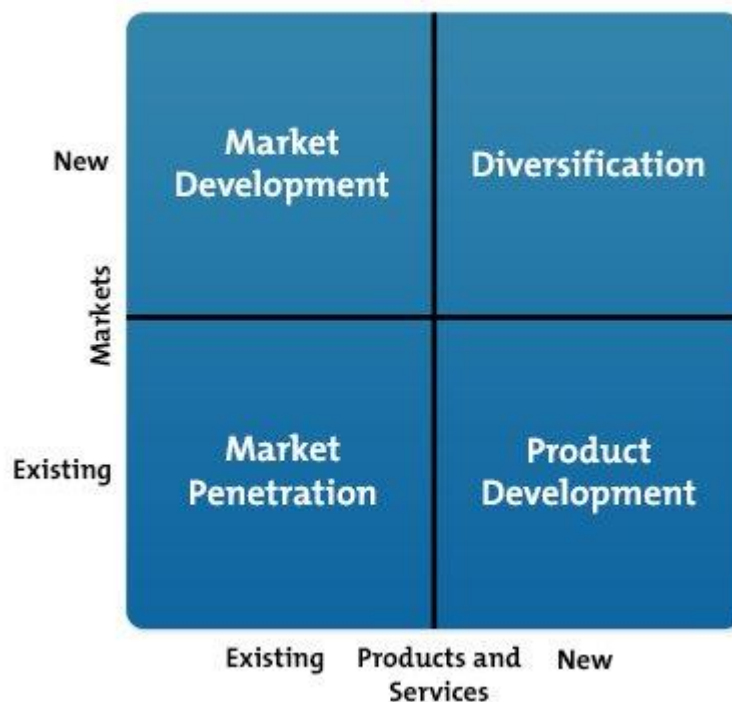 New
Market
Development
Diversification
Markets
Existing
Market
Penetration
Product
Development
Existing
Products and
Services
New